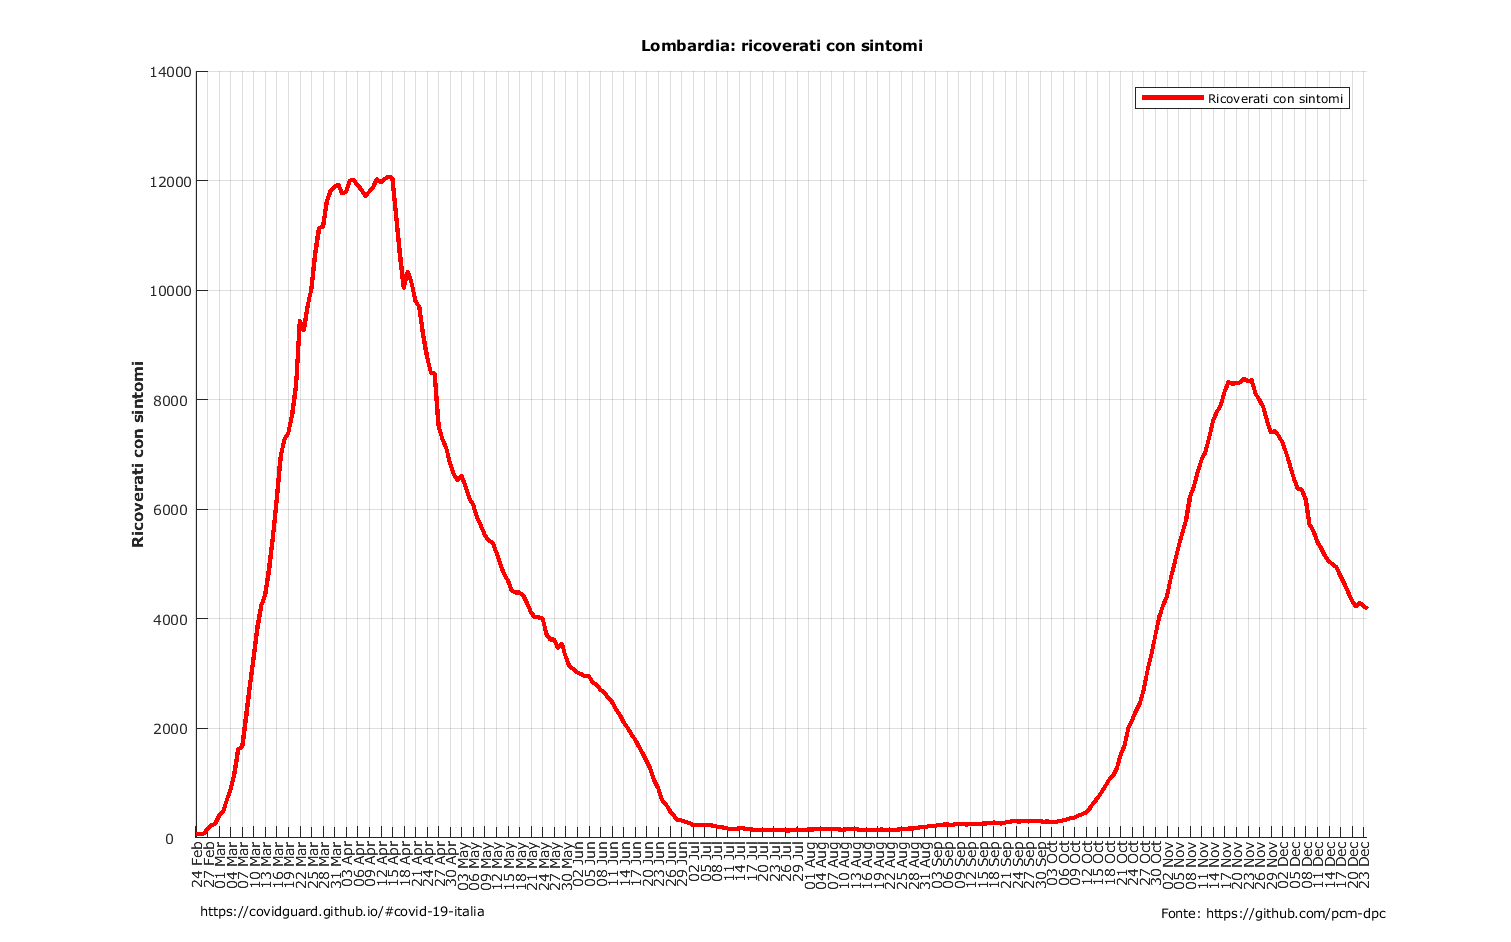 Lombardia: ricoverati con sintomi
14000
12000
10000
8000
6000
4000
2000
0
Ricoverati con sintomi
Ricoverati con sintomi
24 Feb
27 Feb
01 Mar
04 Mar
07 Mar
10 Mar
13 Mar
16 Mar
19 Mar
22 Mar
25 Mar
28 Mar
31 Mar
03 Apr
06 Apr
09 Apr
12 Apr
15 Apr
18 Apr
21 Apr
24 Apr
27 Apr
30 Apr
03 May
06 May
09 May
12 May
15 May
18 May
21 May
24 May
27 May
30 May
02 Jun
05 Jun
08 Jun
11 Jun
14 Jun
17 Jun
20 Jun
23 Jun
26 Jun
29 Jun
02 Jul
05 Jul
08 Jul
11 Jul
14 Jul
17 Jul
20 Jul
23 Jul
26 Jul
29 Jul
01 Aug
04 Aug
07 Aug
10 Aug
13 Aug
16 Aug
19 Aug
22 Aug
25 Aug
28 Aug
31 Aug
03 Sep
06 Sep
09 Sep
12 Sep
15 Sep
18 Sep
21 Sep
24 Sep
27 Sep
30 Sep
03 Oct
06 Oct
09 Oct
12 Oct
15 Oct
18 Oct
21 Oct
24 Oct
27 Oct
30 Oct
02 Nov
05 Nov
08 Nov
11 Nov
14 Nov
17 Nov
20 Nov
23 Nov
26 Nov
29 Nov
02 Dec
05 Dec
08 Dec
11 Dec
14 Dec
17 Dec
20 Dec
23 Dec
https://covidguard.github.io/#covid-19-italia
Fonte: https://github.com/pcm-dpc